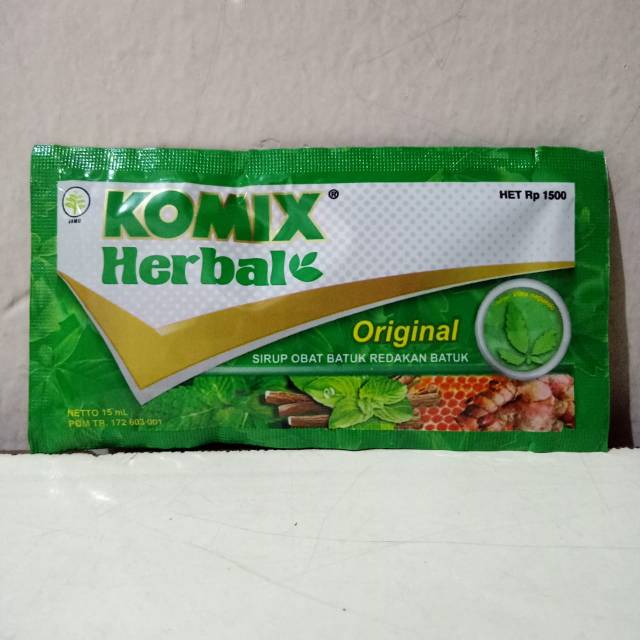 JAMU
KOMIX®
Herbal
HET Rp 1500
Original
SIRUP OBAT BATUK REDAKAN BATUK
NETTO 15 mL
POM TR. 172 603 001